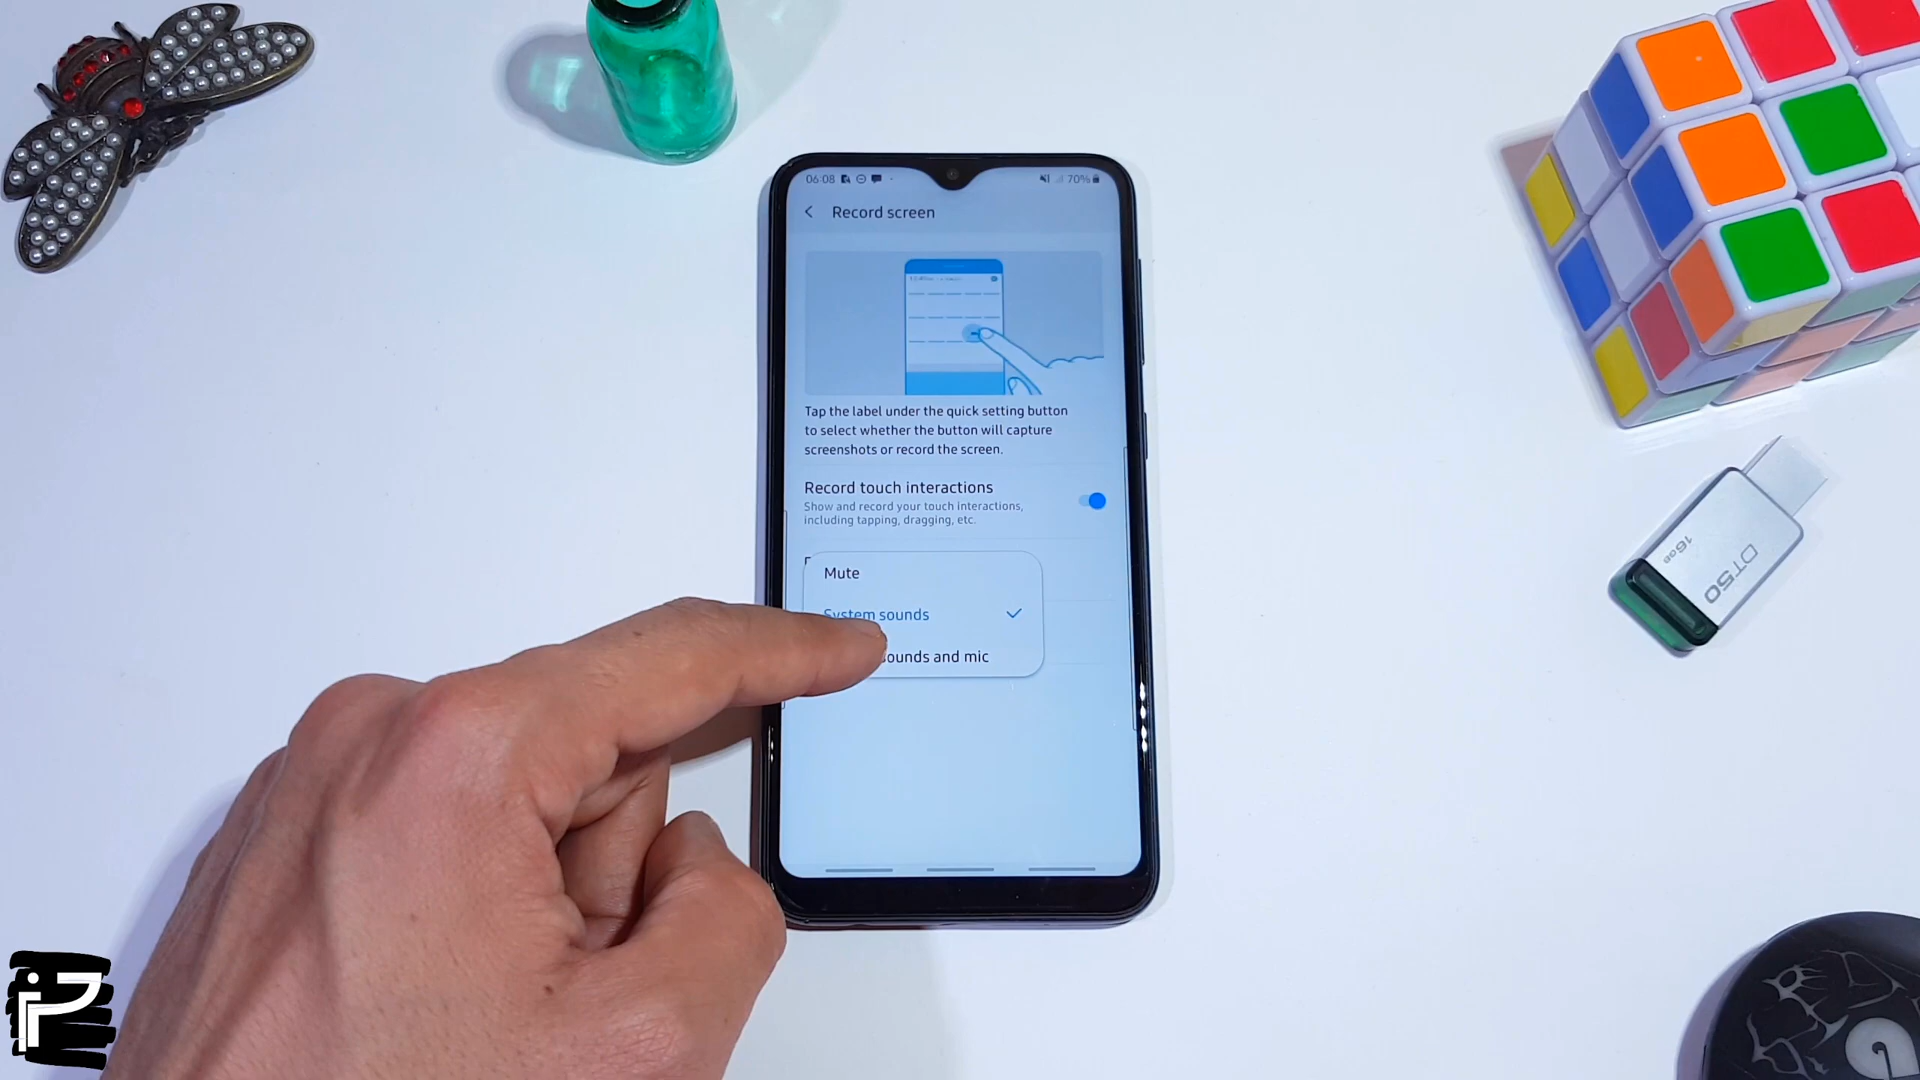 06:08
70%
Record screen
Tap the label under the quick setting button
to select whether the button will capture
screenshots or record the screen.
Record touch interactions
Show and record your touch interactions,
including tapping, dragging, etc.
Mute
System sounds
sounds and mic
16GB
DT50